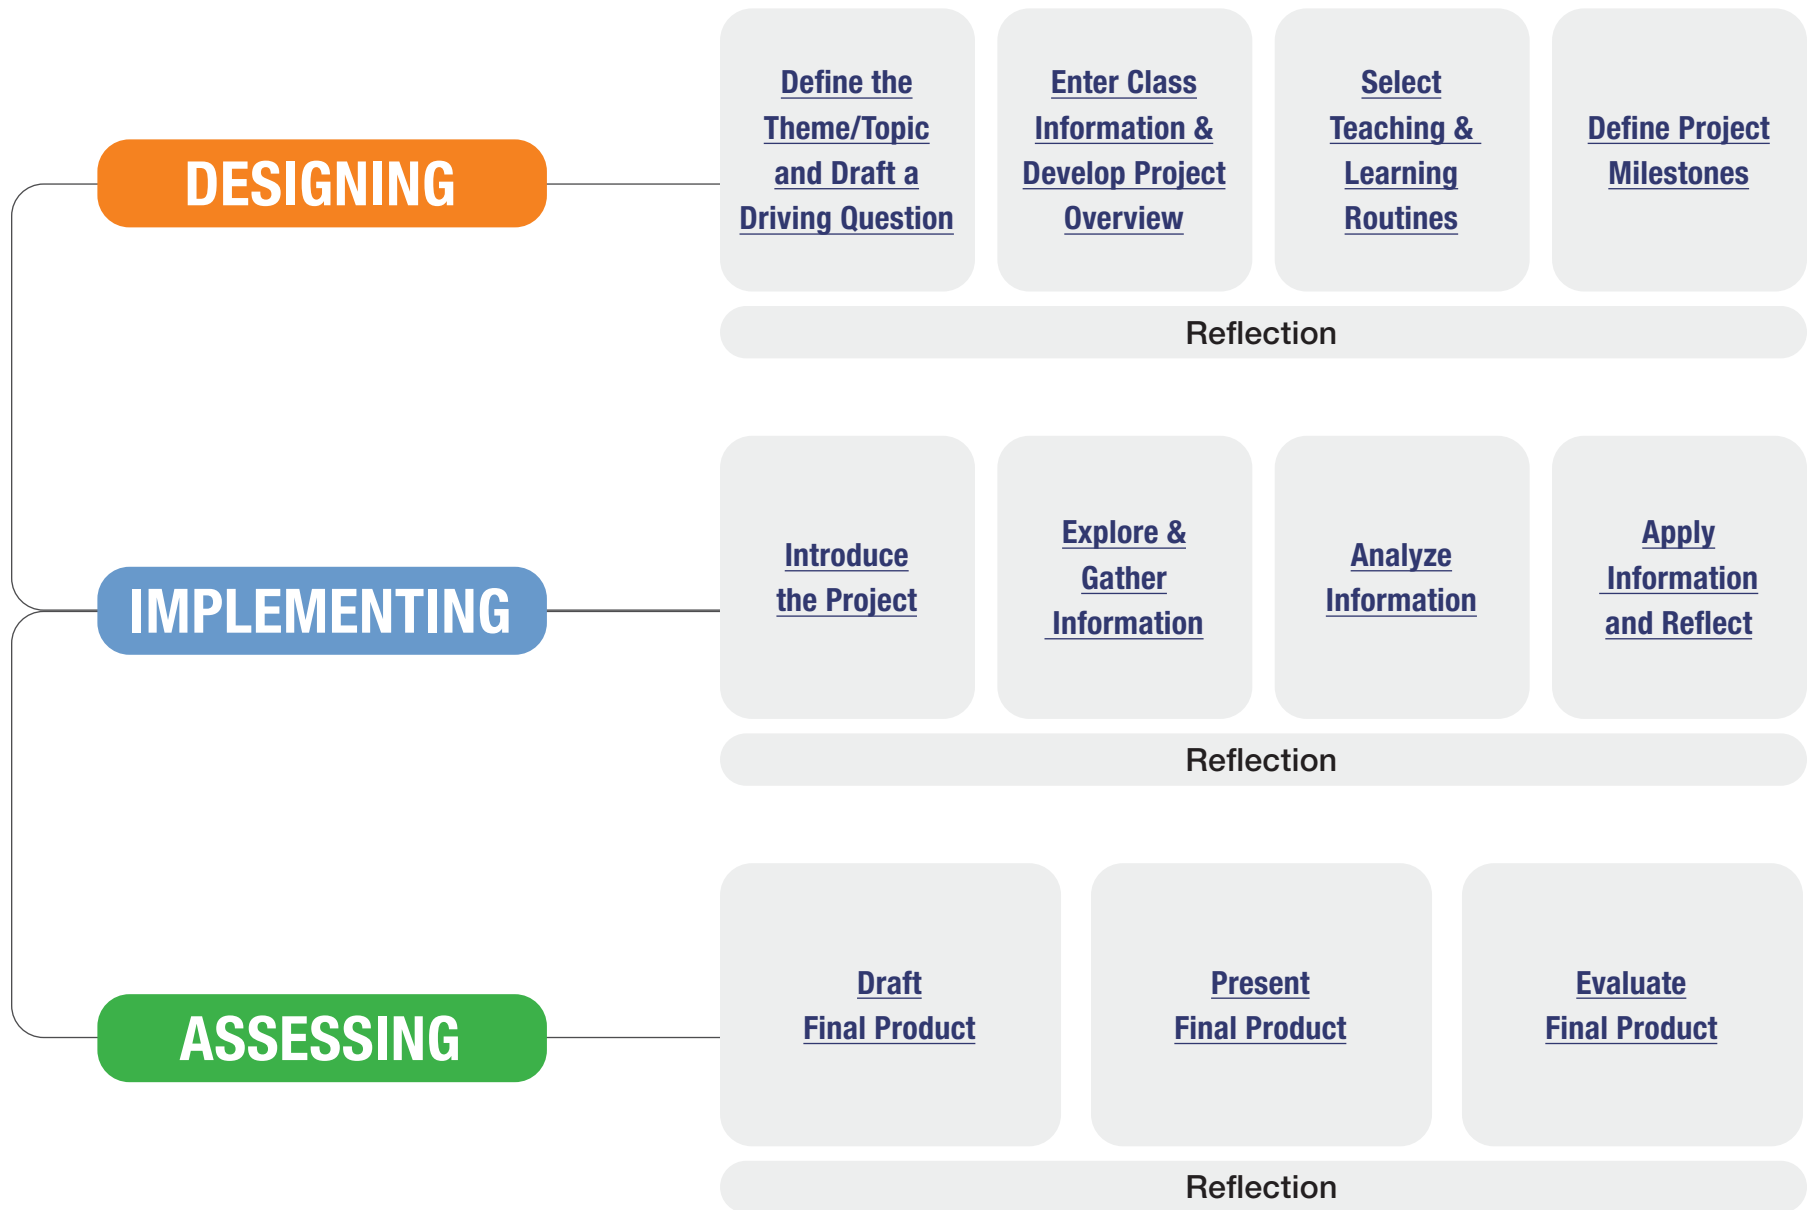 DESIGNING
Define the
Theme/Topic
and Draft a
Driving Question
Enter Class
Information &
Develop Project
Overview
Select
Teaching &
Learning
Routines
Define Project
Milestones
Reflection
IMPLEMENTING
Introduce
the Project
Explore &
Gather
Information
Analyze
Information
Apply
Information
and Reflect
Reflection
ASSESSING
Draft
Final Product
Present
Final Product
Evaluate
Final Product
Reflection